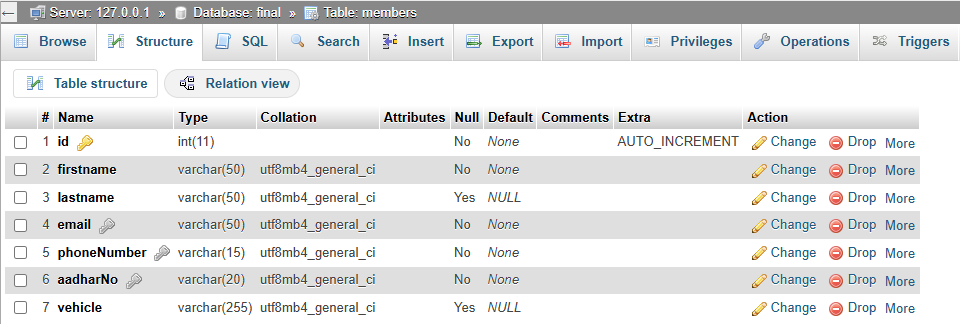 ← Server: 127.0.0.1 » Database: final » Table: members
Browse Structure SQL Search Insert Export Import Privileges Operations Triggers
Table structure Relation view
# Name Type Collation Attributes Null Default Comments Extra Action
1 id int(11) No None AUTO_INCREMENT Change Drop More
2 firstname varchar(50) utf8mb4_general_ci No None Change Drop More
3 lastname varchar(50) utf8mb4_general_ci Yes NULL Change Drop More
4 email varchar(50) utf8mb4_general_ci No None Change Drop More
5 phoneNumber varchar(15) utf8mb4_general_ci No None Change Drop More
6 aadharNo varchar(20) utf8mb4_general_ci No None Change Drop More
7 vehicle varchar(255) utf8mb4_general_ci Yes NULL Change Drop More